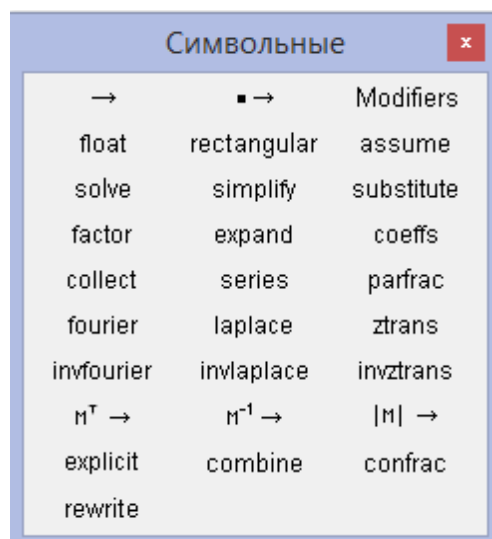 Символьные x
→ ▪ → Modifiers
float rectangular assume
solve simplify substitute
factor expand coeffs
collect series parfrac
fourier laplace ztrans
invfourier invlaplace invztrans
Mᵀ → M⁻¹ → |M| →
explicit combine confrac
rewrite